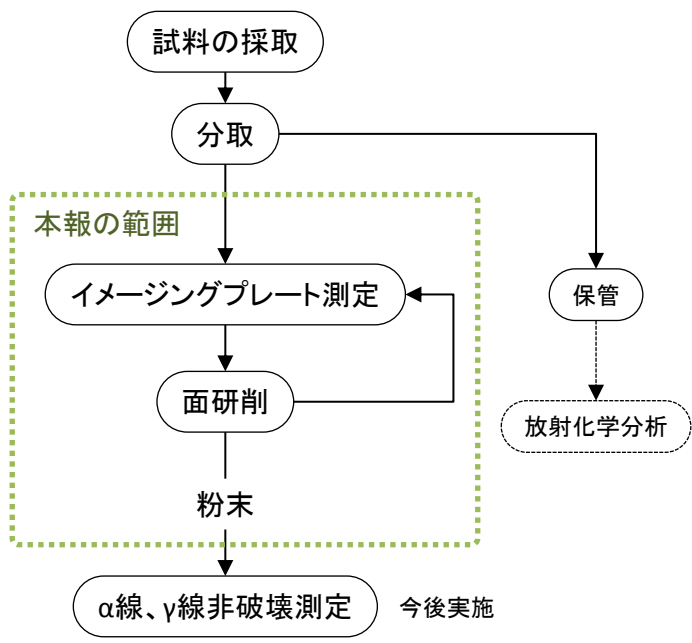 試料の採取
分取
本報の範囲
イメージングプレート測定
保管
面研削
放射化学分析
粉末
α線、γ線非破壊測定
今後実施